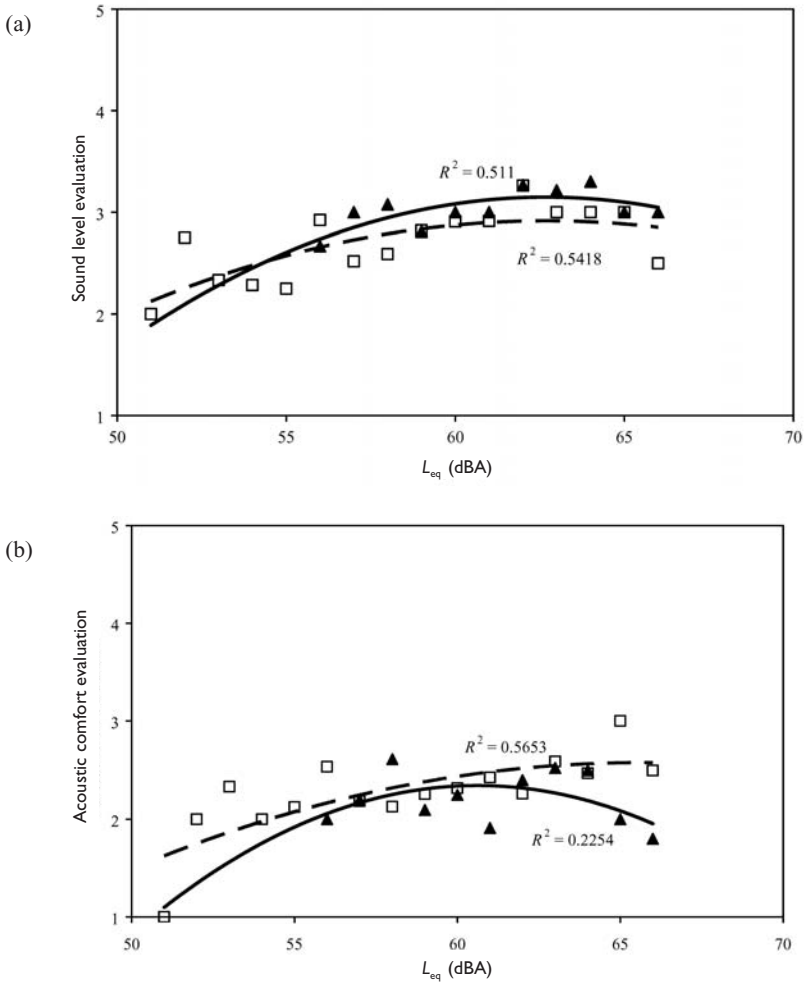 (a)
5
4
3
2
1
Sound level evaluation
R² = 0.511
R² = 0.5418
50 55 60 65 70
Leq (dBA)
(b)
5
4
3
2
1
Acoustic comfort evaluation
R² = 0.5653
R² = 0.2254
50 55 60 65 70
Leq (dBA)